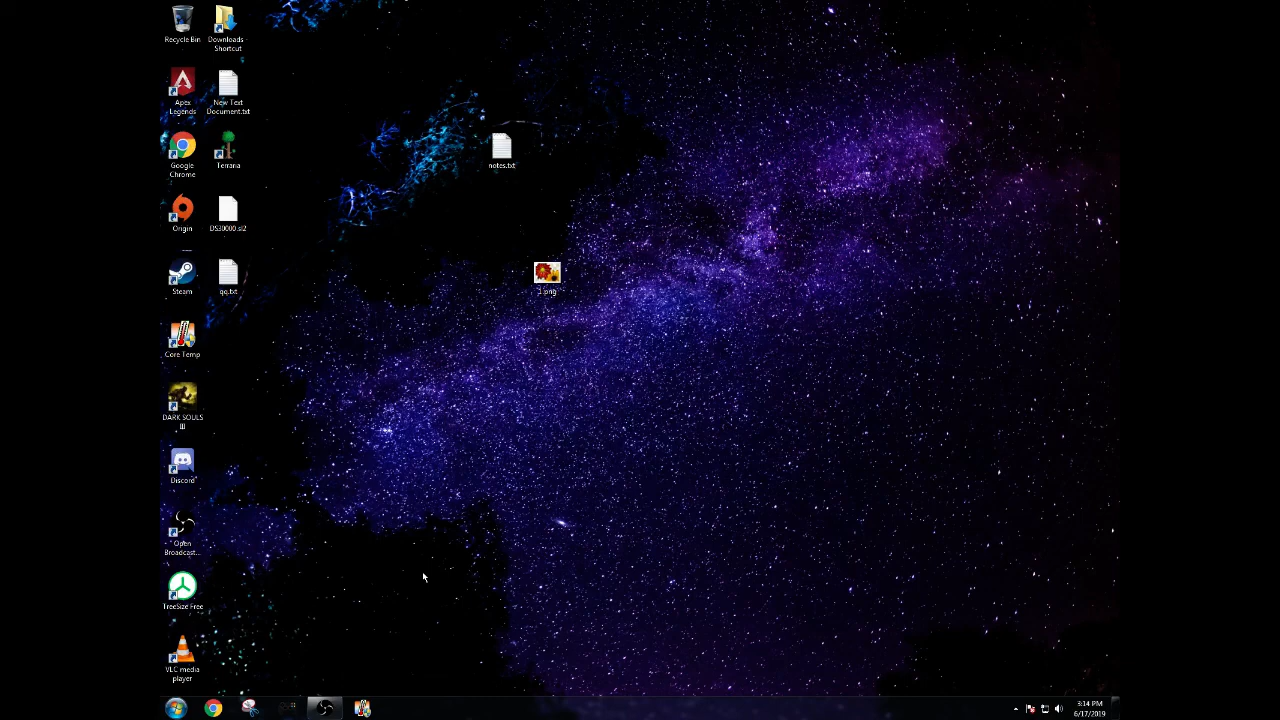 Recycle Bin
Downloads -
Shortcut
Apex
Legends
New Text
Document.txt
Google
Chrome
Terraria
notes.txt
Origin
DS30000.sl2
Steam
qq.txt
1.png
Core Temp
DARK SOULS
III
Discord
Open
Broadcast...
TreeSize Free
VLC media
player
3:14 PM
6/17/2019